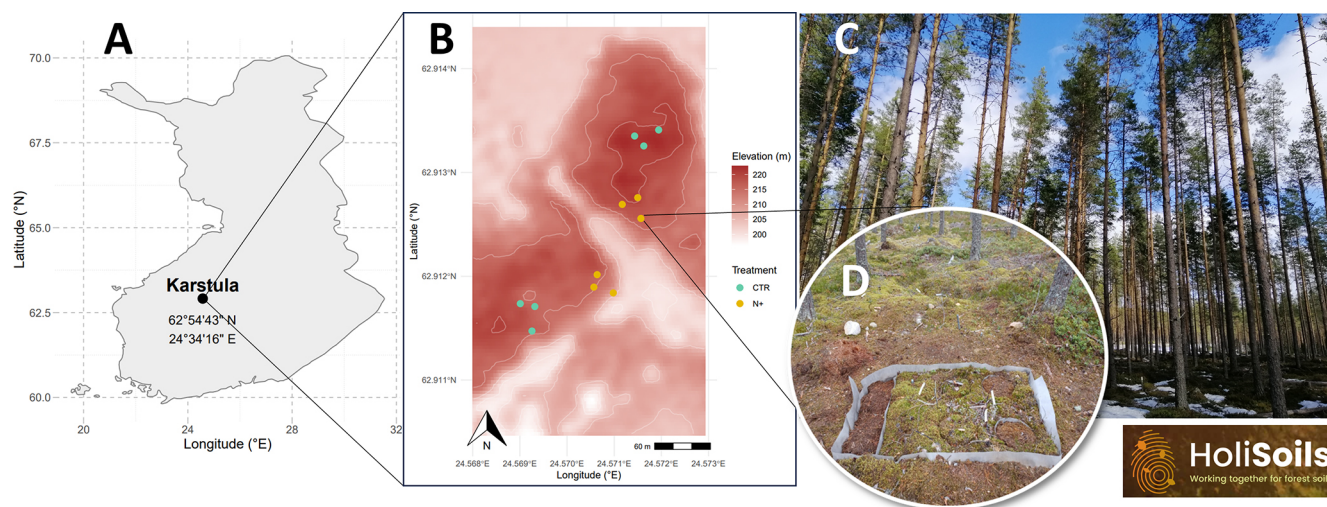 A
70.0
67.5
65.0
62.5
60.0
Latitude (°N)
Karstula
62°54'43" N
24°34'16" E
20
24
28
32
Longitude (°E)
B
62.914°N
62.913°N
62.912°N
62.911°N
Latitude (°N)
N
60 m
24.568°E
24.569°E
24.570°E
24.571°E
24.572°E
24.573°E
Longitude (°E)
Elevation (m)
220
215
210
205
200
Treatment
CTR
N+
C
D
HoliSoils
Working together for forest soil